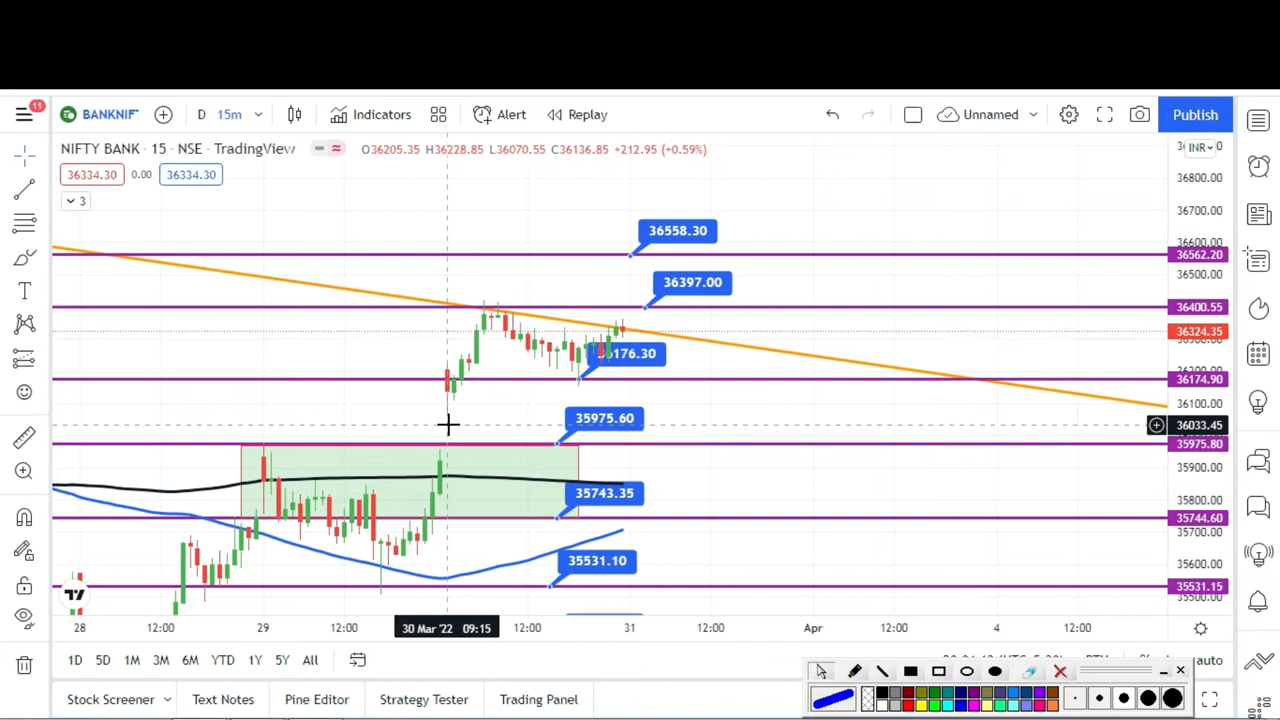 11
BANKNIF
D
15m
Indicators
Alert
Replay
Unnamed
Publish
NIFTY BANK · 15 · NSE · TradingView
O36205.35 H36228.85 L36070.55 C36136.85 +212.95 (+0.59%)
INR
36334.30
0.00
36334.30
3
36800.00
36700.00
36600.00
36500.00
36100.00
35900.00
35800.00
35700.00
35600.00
36558.30
36562.20
36397.00
36400.55
36324.35
176.30
36174.90
35975.60
36033.45
35975.80
35743.35
35744.60
35531.10
35531.15
28
12:00
29
12:00
30 Mar '22 09:15
12:00
31
12:00
Apr
12:00
4
12:00
1D
5D
1M
3M
6M
YTD
1Y
5Y
All
auto
Stock Screener
Text Notes
Pine Editor
Strategy Tester
Trading Panel